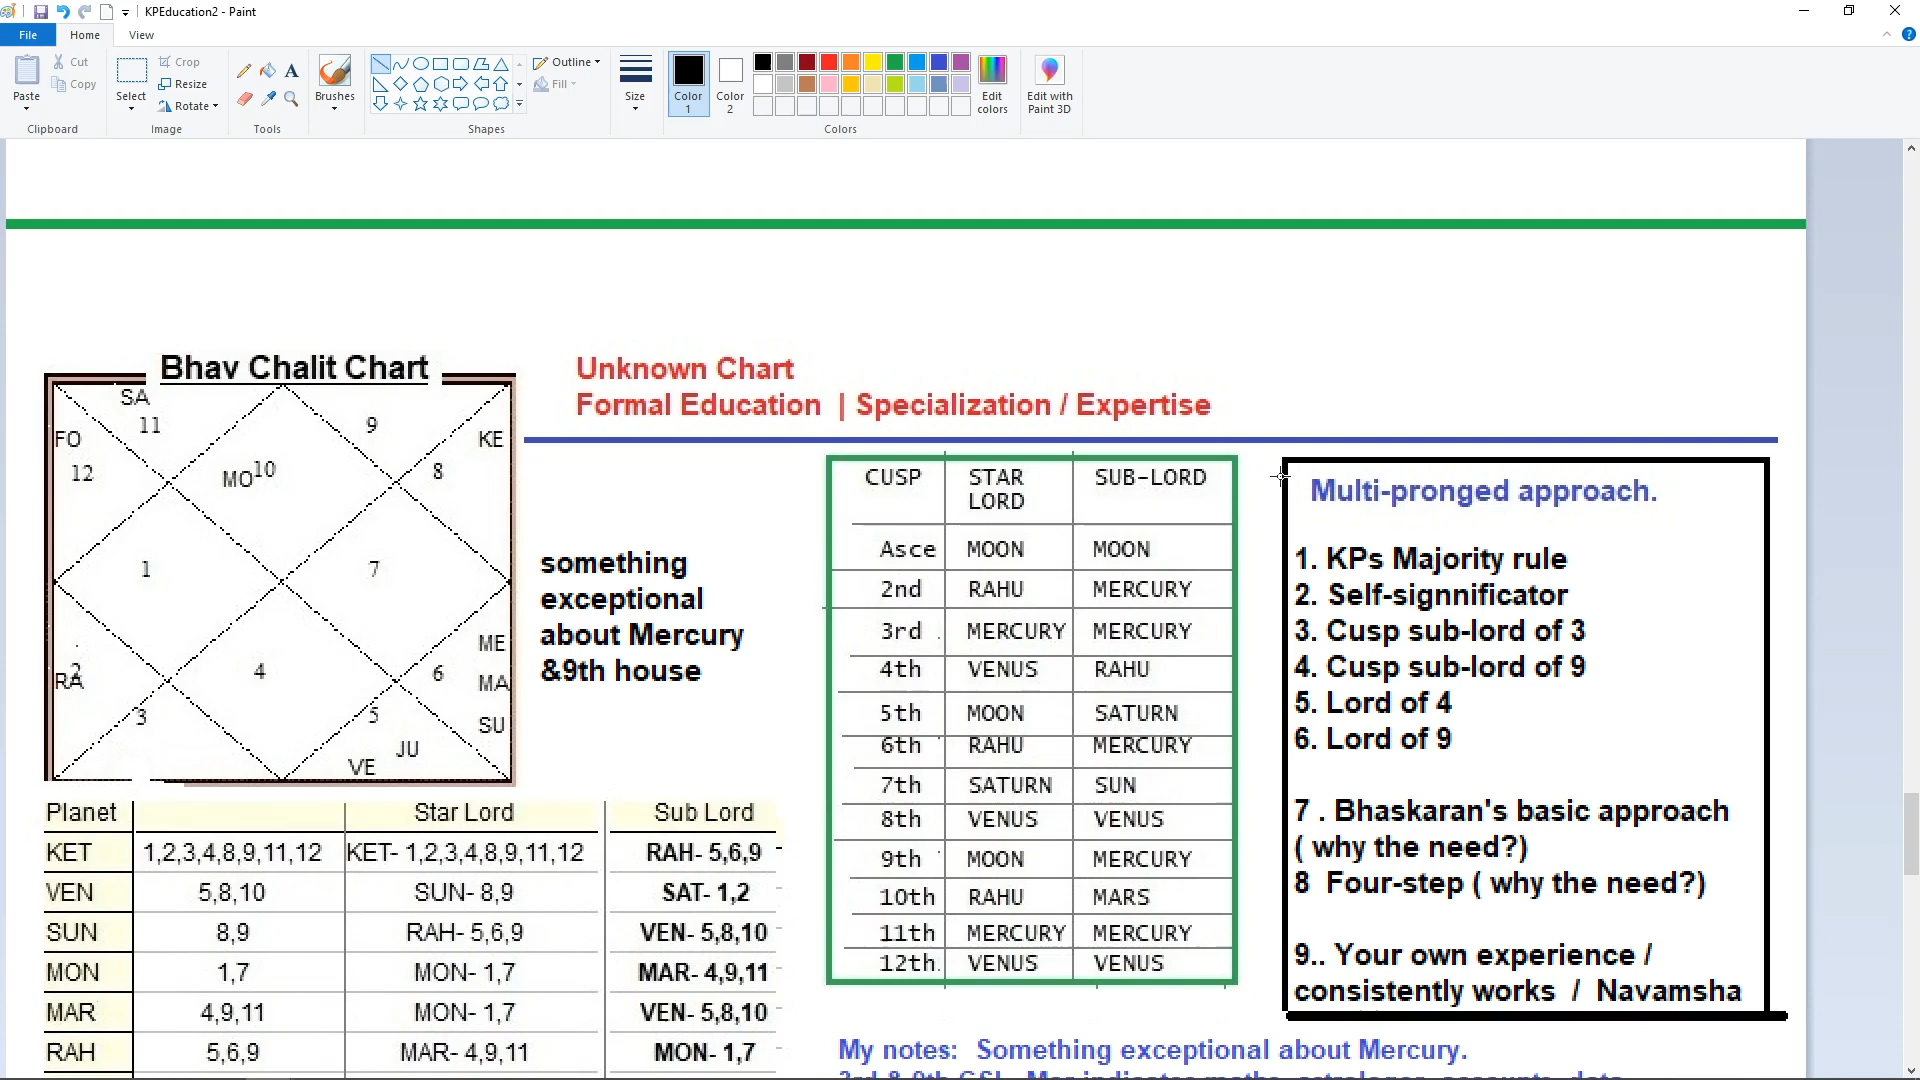 KPEducation2 - Paint
File Home View
Paste
Cut
Copy
Clipboard
Select
Crop
Resize
Rotate
Image
Tools
Brushes
Shapes
Outline
Fill
Size
Color 1
Color 2
Colors
Edit colors
Edit with Paint 3D
Bhav Chalit Chart
SA
11
9
FO
KE
12
MO 10
8
1
7
ME
RA 2
4
6
MA
3
5
SU
JU
VE
Unknown Chart
Formal Education | Specialization / Expertise
something
exceptional
about Mercury
&9th house
CUSP STAR LORD SUB-LORD
Asce MOON MOON
2nd RAHU MERCURY
3rd MERCURY MERCURY
4th VENUS RAHU
5th MOON SATURN
6th RAHU MERCURY
7th SATURN SUN
8th VENUS VENUS
9th MOON MERCURY
10th RAHU MARS
11th MERCURY MERCURY
12th. VENUS VENUS
Multi-pronged approach.
1. KPs Majority rule
2. Self-signnificator
3. Cusp sub-lord of 3
4. Cusp sub-lord of 9
5. Lord of 4
6. Lord of 9
7 . Bhaskaran's basic approach
( why the need?)
8 Four-step ( why the need?)
9.. Your own experience /
consistently works / Navamsha
Planet Star Lord Sub Lord
KET 1,2,3,4,8,9,11,12 KET- 1,2,3,4,8,9,11,12 RAH- 5,6,9
VEN 5,8,10 SUN- 8,9 SAT- 1,2
SUN 8,9 RAH- 5,6,9 VEN- 5,8,10
MON 1,7 MON- 1,7 MAR- 4,9,11
MAR 4,9,11 MON- 1,7 VEN- 5,8,10
RAH 5,6,9 MAR- 4,9,11 MON- 1,7
My notes: Something exceptional about Mercury.